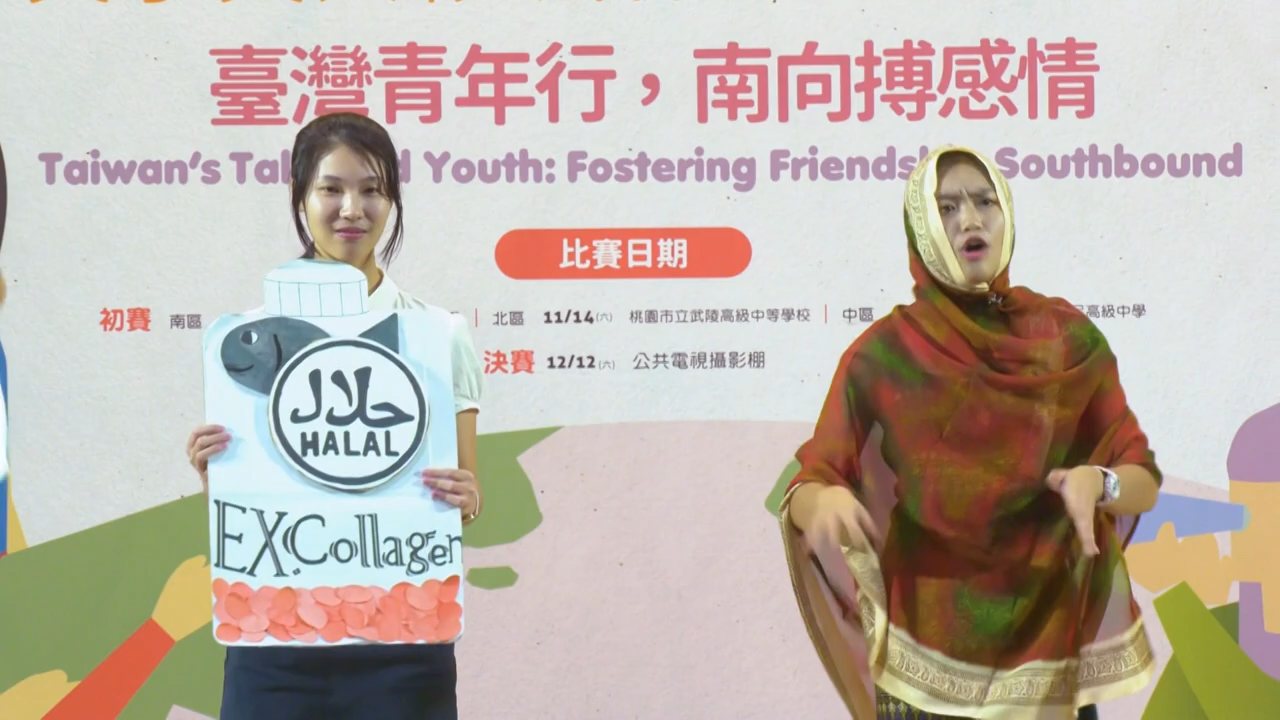 臺灣青年行，南向搏感情
Taiwan's Youth: Fostering Southbound
比賽日期
初賽 南區 北區 11/14(六) 桃園市立武陵高級中等學校 中區 高級中學
決賽 12/12(六) 公共電視攝影棚
حلال
HALAL
EX.Collagen